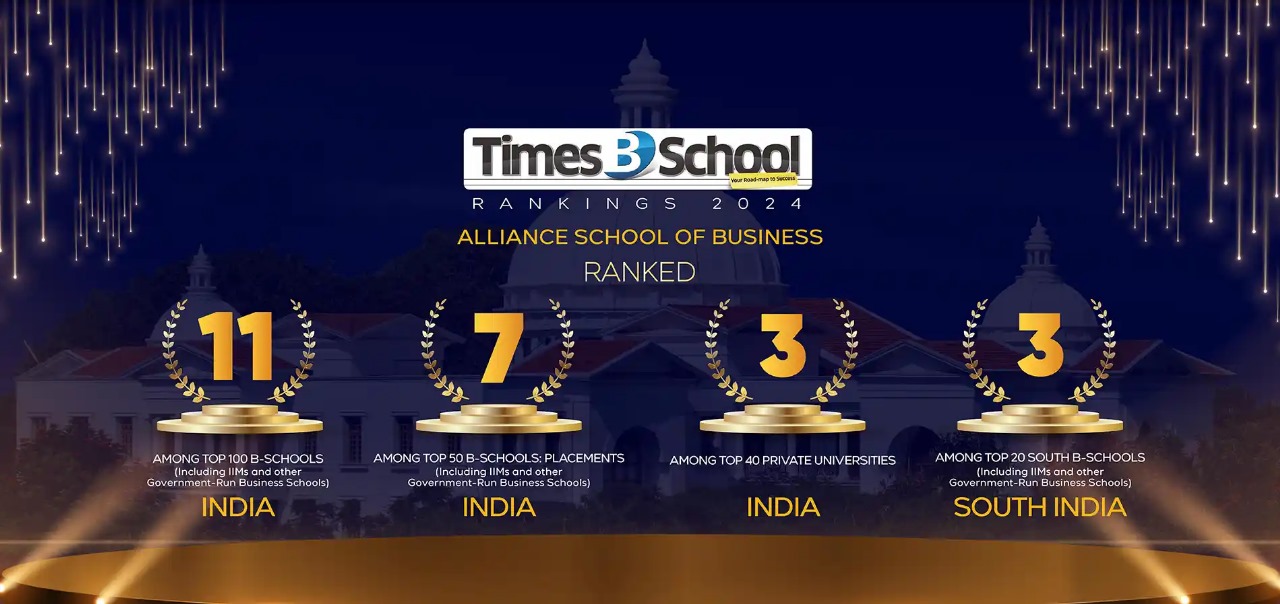 Times B School
Your Road-map to Success
RANKINGS 2024
ALLIANCE SCHOOL OF BUSINESS
RANKED
11
AMONG TOP 100 B-SCHOOLS
(Including IIMs and other
Government-Run Business Schools)
INDIA
7
AMONG TOP 50 B-SCHOOLS; PLACEMENTS
(Including IIMs and other
Government-Run Business Schools)
INDIA
3
AMONG TOP 40 PRIVATE UNIVERSITIES
INDIA
3
AMONG TOP 20 SOUTH B-SCHOOLS
(Including IIMs and other
Government-Run Business Schools)
SOUTH INDIA